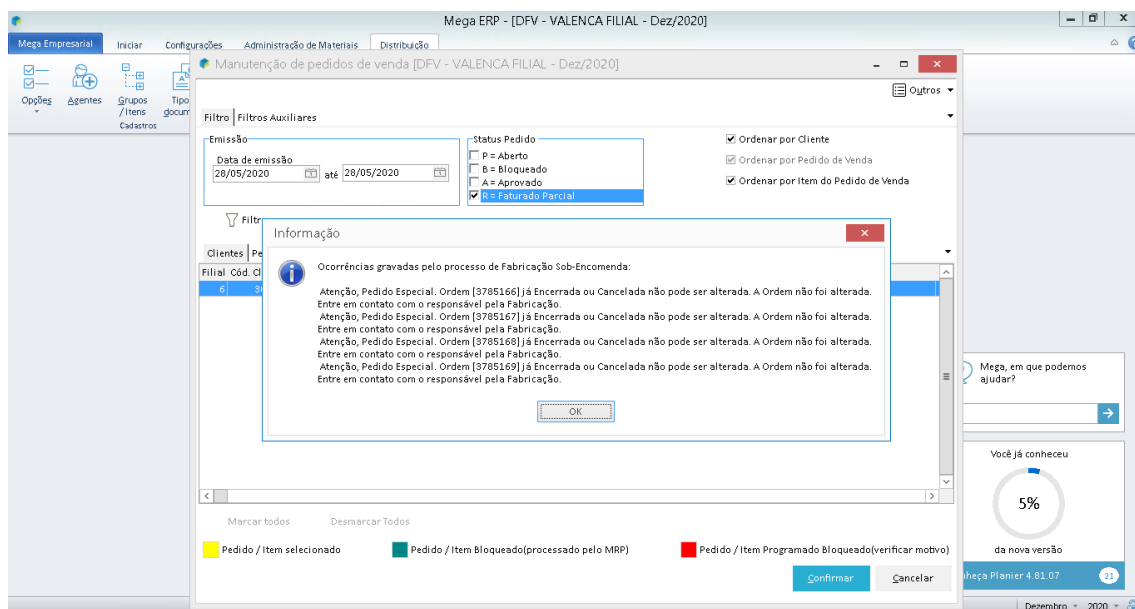 Mega ERP - [DFV - VALENCA FILIAL - Dez/2020]
Mega Empresarial Iniciar Configurações Administração de Materiais Distribuição
Opções Agentes Grupos / Itens Tipo docum
Cadastros
Manutenção de pedidos de venda [DFV - VALENCA FILIAL - Dez/2020]
Outros
Filtro Filtros Auxiliares
Emissão
Data de emissão
28/05/2020 até 28/05/2020
Status Pedido
P = Aberto
B = Bloqueado
A = Aprovado
R = Faturado Parcial
Ordenar por Cliente
Ordenar por Pedido de Venda
Ordenar por Item do Pedido de Venda
Filtr
Clientes Pe
Filial Cód. Cl
6 3
Informação
Ocorrências gravadas pelo processo de Fabricação Sob-Encomenda:
Atenção, Pedido Especial. Ordem [3785166] já Encerrada ou Cancelada não pode ser alterada. A Ordem não foi alterada.
Entre em contato com o responsável pela Fabricação.
Atenção, Pedido Especial. Ordem [3785167] já Encerrada ou Cancelada não pode ser alterada. A Ordem não foi alterada.
Entre em contato com o responsável pela Fabricação.
Atenção, Pedido Especial. Ordem [3785168] já Encerrada ou Cancelada não pode ser alterada. A Ordem não foi alterada.
Entre em contato com o responsável pela Fabricação.
Atenção, Pedido Especial. Ordem [3785169] já Encerrada ou Cancelada não pode ser alterada. A Ordem não foi alterada.
Entre em contato com o responsável pela Fabricação.
OK
Marcar todos Desmarcar Todos
Pedido / Item selecionado Pedido / Item Bloqueado(processado pelo MRP) Pedido / Item Programado Bloqueado(verificar motivo)
Confirmar Cancelar
Mega, em que podemos
ajudar?
Você já conheceu
5%
da nova versão
nheça Planier 4.81.07 21
Dezembro 2020